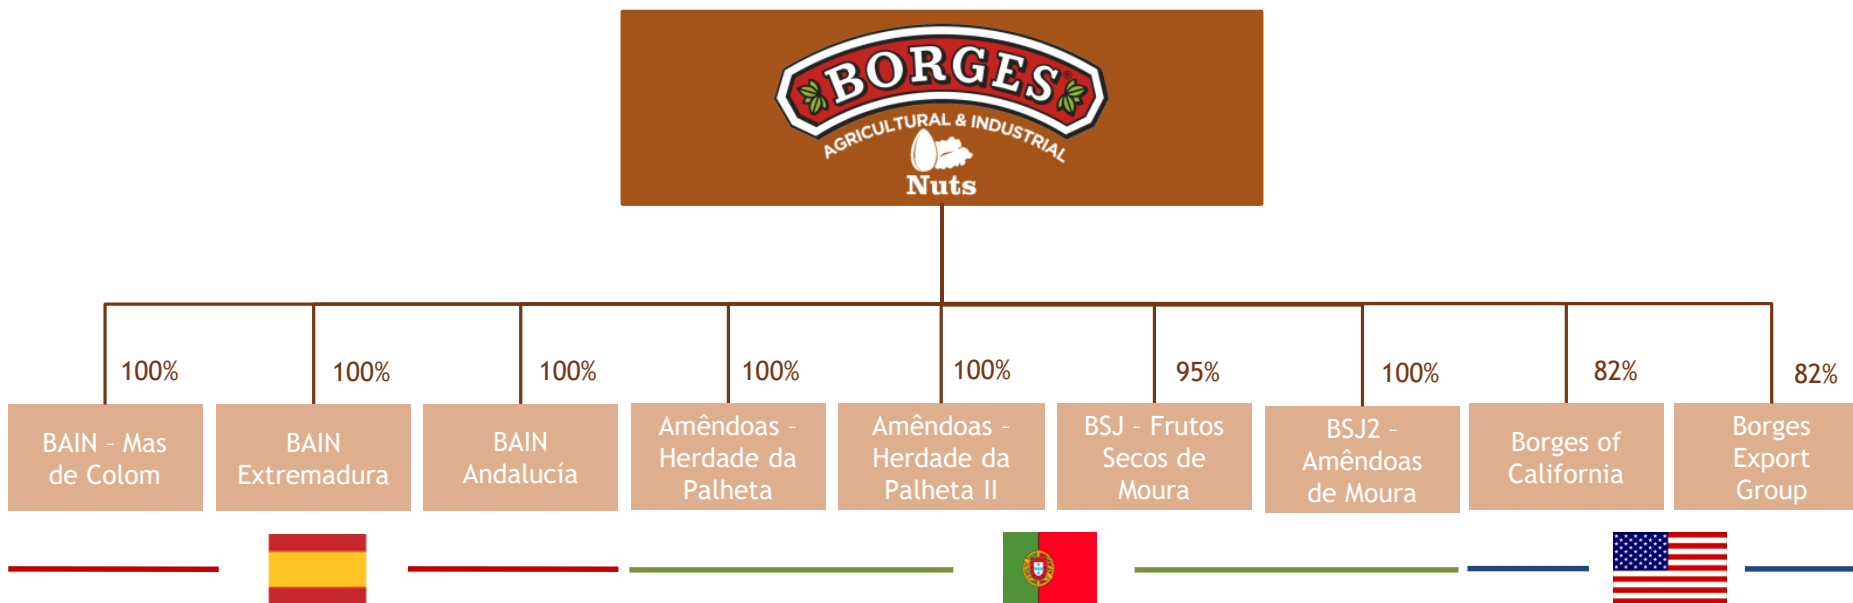 BORGES®
AGRICULTURAL & INDUSTRIAL
Nuts
100%
100%
100%
100%
100%
95%
100%
82%
82%
BAIN – Mas
de Colom
BAIN
Extremadura
BAIN
Andalucía
Amêndoas –
Herdade da
Palheta
Amêndoas –
Herdade da
Palheta II
BSJ – Frutos
Secos de
Moura
BSJ2 –
Amêndoas
de Moura
Borges of
California
Borges
Export
Group